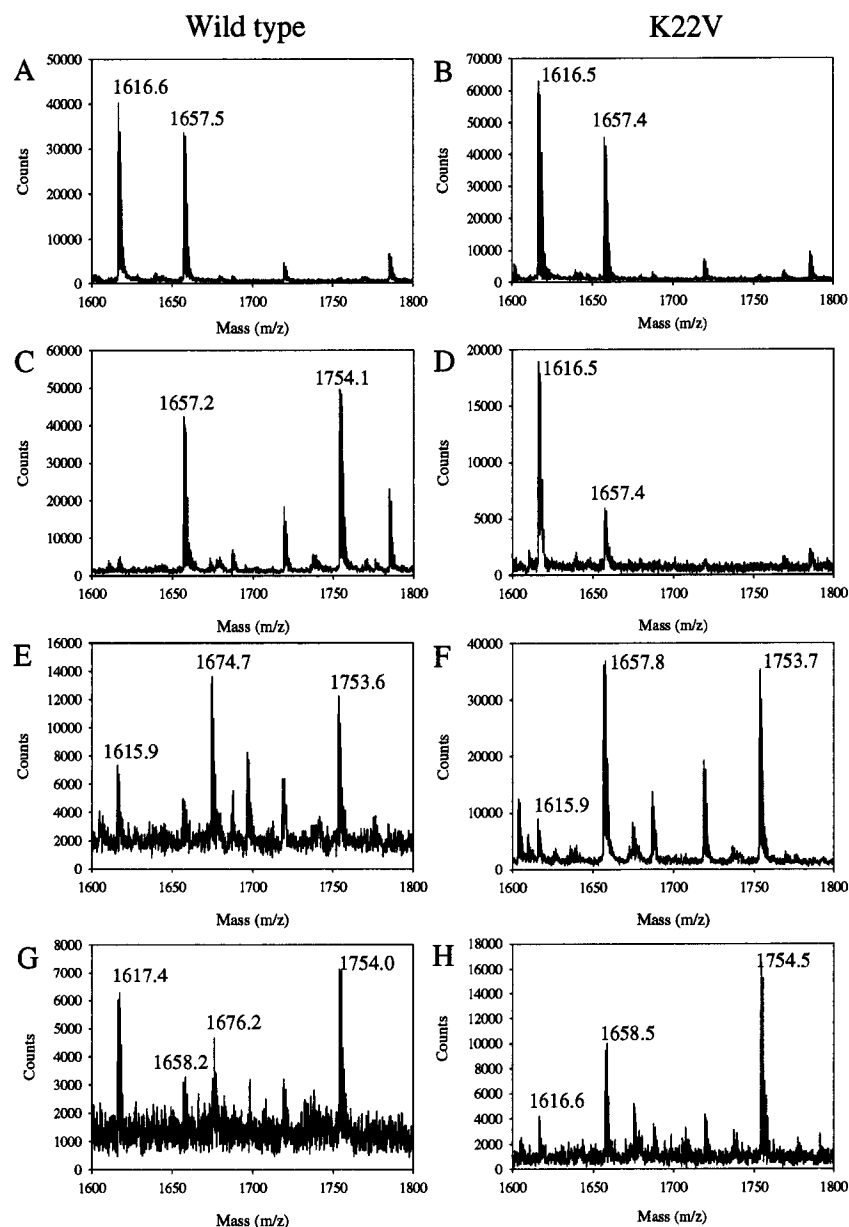 Wild type
K22V
A
50000
40000
30000
20000
10000
0
Counts
1616.6
1657.5
1600 1650 1700 1750 1800
Mass (m/z)
B
70000
60000
50000
40000
30000
20000
10000
0
Counts
1616.5
1657.4
1600 1650 1700 1750 1800
Mass (m/z)
C
60000
50000
40000
30000
20000
10000
0
Counts
1657.2
1754.1
1600 1650 1700 1750 1800
Mass (m/z)
D
20000
15000
10000
5000
0
Counts
1616.5
1657.4
1600 1650 1700 1750 1800
Mass (m/z)
E
16000
14000
12000
10000
8000
6000
4000
2000
0
Counts
1615.9
1674.7
1753.6
1600 1650 1700 1750 1800
Mass (m/z)
F
40000
30000
20000
10000
0
Counts
1615.9
1657.8
1753.7
1600 1650 1700 1750 1800
Mass (m/z)
G
8000
7000
6000
5000
4000
3000
2000
1000
0
Counts
1617.4
1658.2
1676.2
1754.0
1600 1650 1700 1750 1800
Mass (m/z)
H
18000
16000
14000
12000
10000
8000
6000
4000
2000
0
Counts
1616.6
1658.5
1754.5
1600 1650 1700 1750 1800
Mass (m/z)